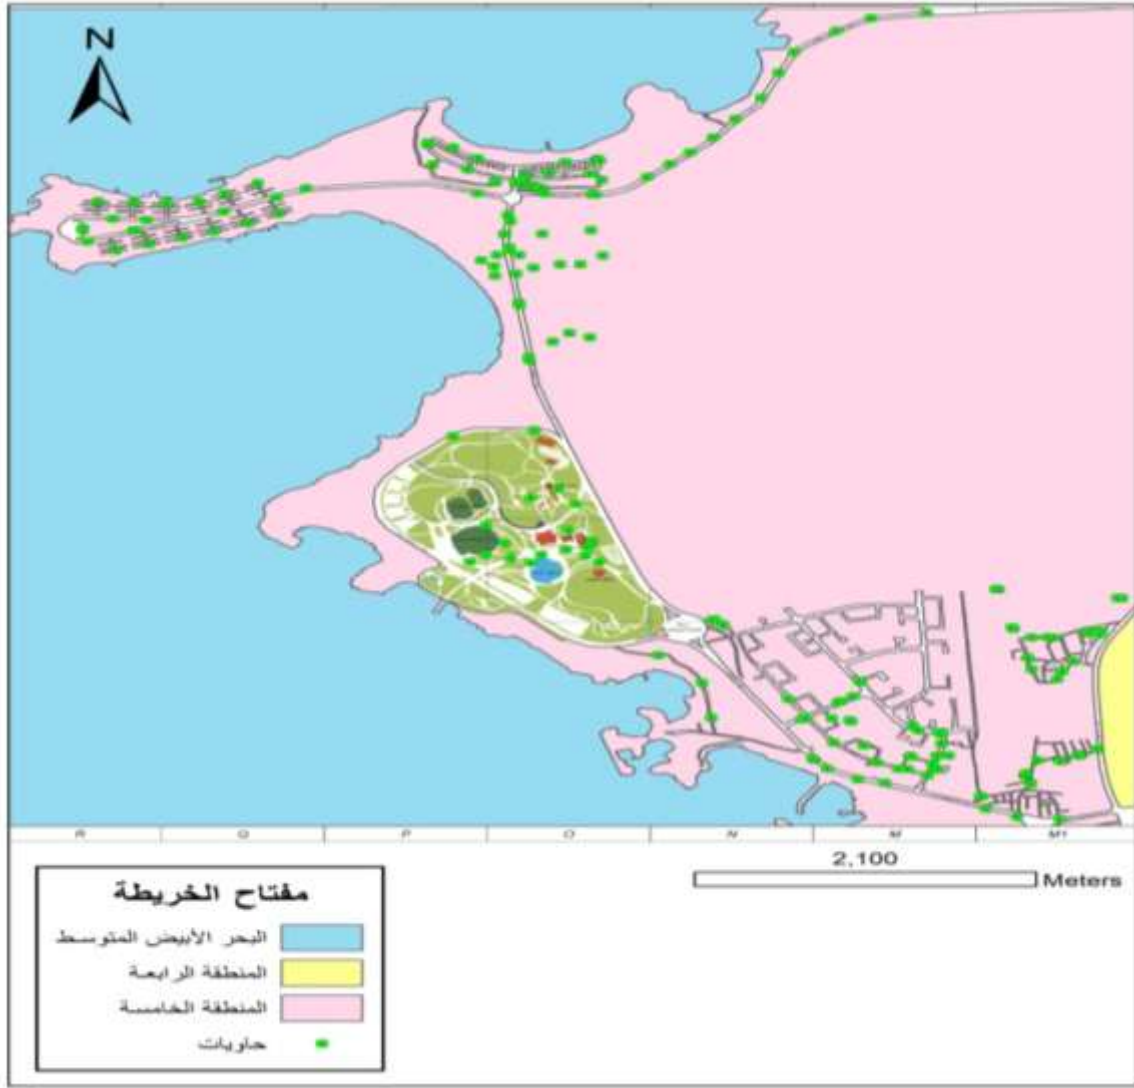 N
R Q P O N M M1
2,100
Meters
مفتاح الخريطة
البحر الأبيض المتوسط
المنطقة الرابعة
المنطقة الخامسة
حاويات